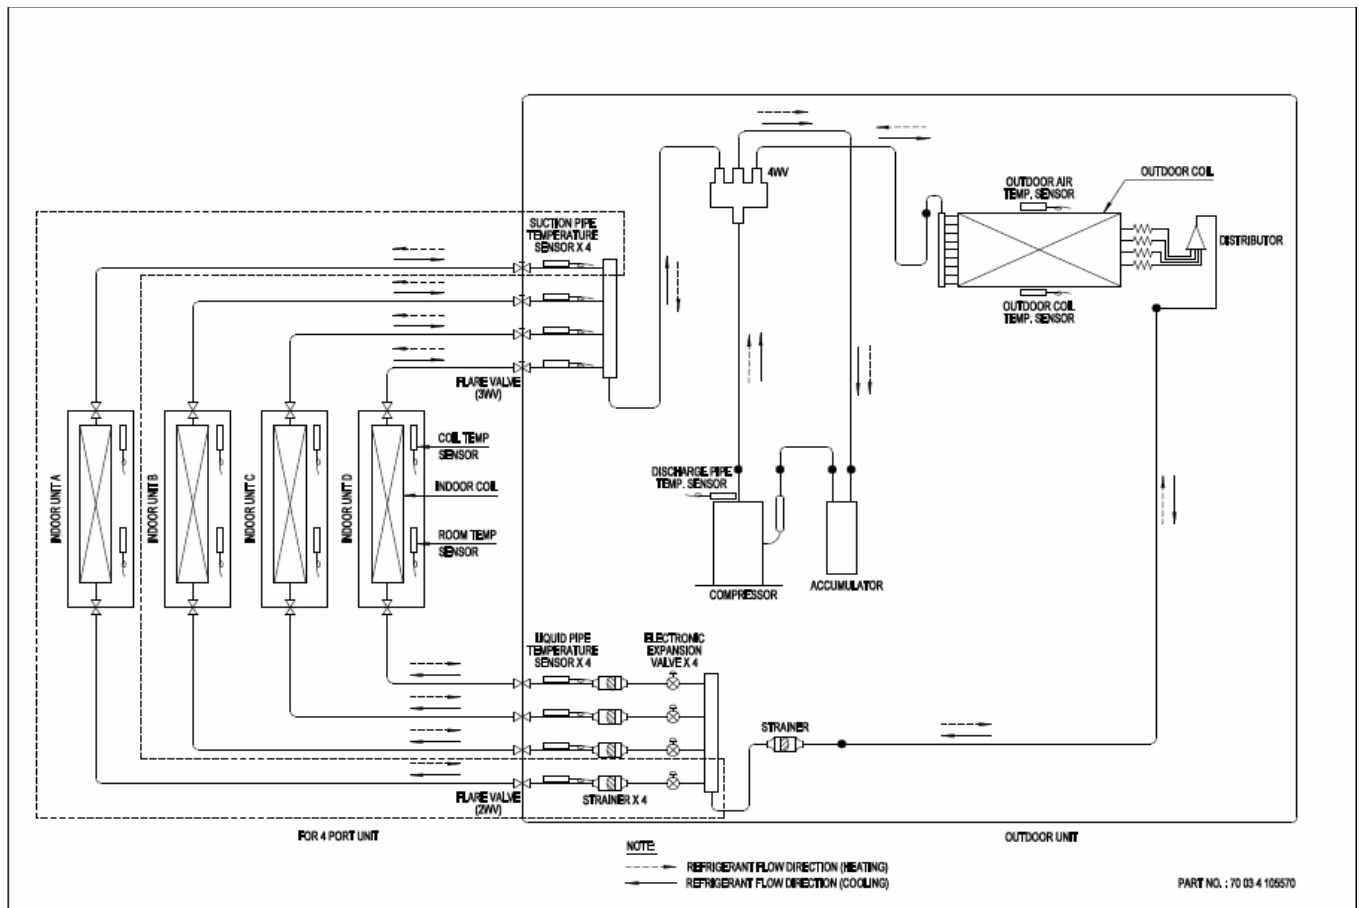 4WV
OUTDOOR AIR
TEMP. SENSOR
OUTDOOR COIL
DISTRIBUTOR
OUTDOOR COIL
TEMP. SENSOR
SUCTION PIPE
TEMPERATURE
SENSOR X 4
FLARE VALVE
(3WV)
INDOOR UNIT A
INDOOR UNIT B
INDOOR UNIT C
INDOOR UNIT D
COIL TEMP
SENSOR
INDOOR COIL
ROOM TEMP
SENSOR
DISCHARGE PIPE
TEMP. SENSOR
COMPRESSOR
ACCUMULATOR
LIQUID PIPE
TEMPERATURE
SENSOR X 4
ELECTRONIC
EXPANSION
VALVE X 4
STRAINER
FLARE VALVE
(2WV)
STRAINER X 4
FOR 4 PORT UNIT
OUTDOOR UNIT
NOTE:
REFRIGERANT FLOW DIRECTION (HEATING)
REFRIGERANT FLOW DIRECTION (COOLING)
PART NO. : 70 03 4 105570